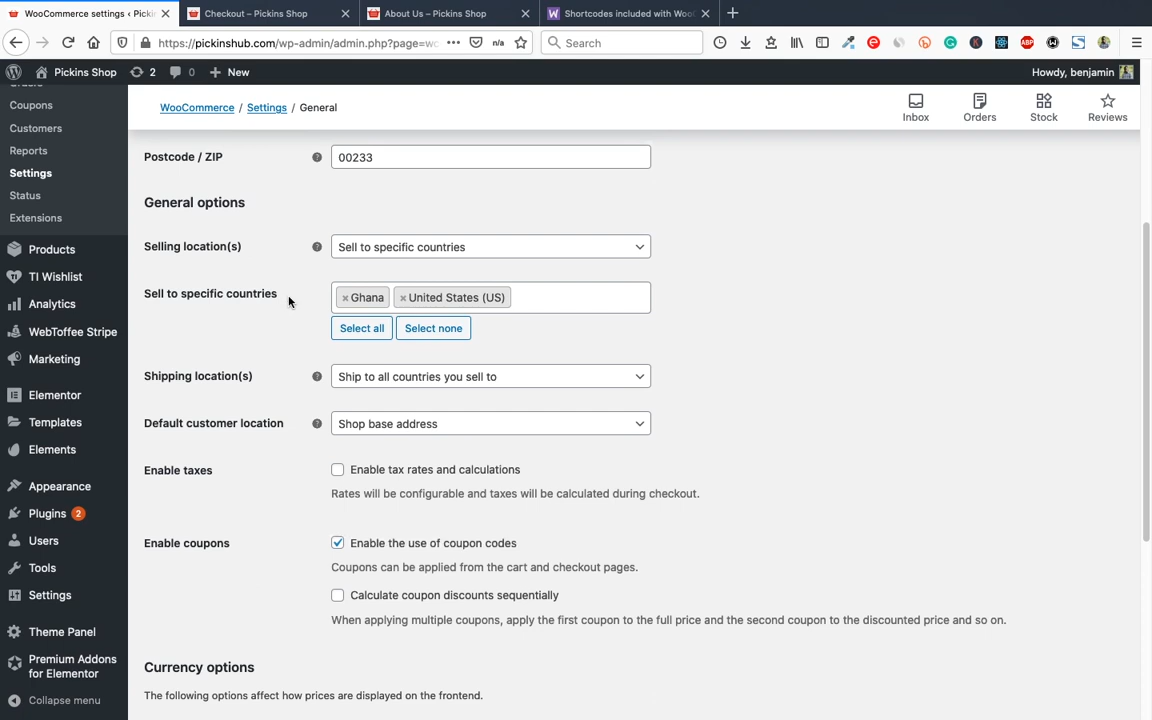 WooCommerce settings ‹ Pickin
Checkout – Pickins Shop
About Us – Pickins Shop
Shortcodes included with WooC
https://pickinshub.com/wp-admin/admin.php?page=wc
n/a
Search
ABP
Pickins Shop
2
0
New
Howdy, benjamin
Coupons
Customers
Reports
Settings
Status
Extensions
Products
TI Wishlist
Analytics
WebToffee Stripe
Marketing
Elementor
Templates
Elements
Appearance
Plugins 2
Users
Tools
Settings
Theme Panel
Premium Addons
for Elementor
Collapse menu
WooCommerce / Settings / General
Inbox
Orders
Stock
Reviews
Postcode / ZIP
00233
General options
Selling location(s)
Sell to specific countries
Sell to specific countries
× Ghana × United States (US)
Select all Select none
Shipping location(s)
Ship to all countries you sell to
Default customer location
Shop base address
Enable taxes
Enable tax rates and calculations
Rates will be configurable and taxes will be calculated during checkout.
Enable coupons
Enable the use of coupon codes
Coupons can be applied from the cart and checkout pages.
Calculate coupon discounts sequentially
When applying multiple coupons, apply the first coupon to the full price and the second coupon to the discounted price and so on.
Currency options
The following options affect how prices are displayed on the frontend.